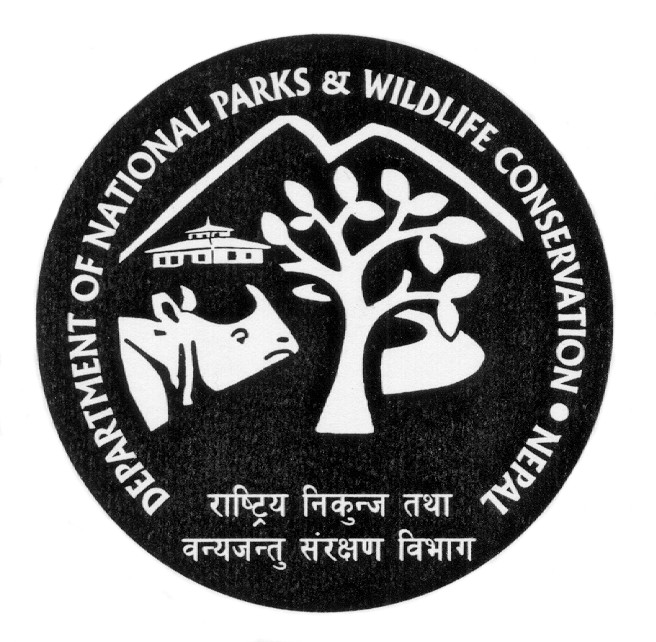 DEPARTMENT OF NATIONAL PARKS & WILDLIFE CONSERVATION • NEPAL
राष्ट्रिय निकुन्ज तथा
वन्यजन्तु संरक्षण विभाग